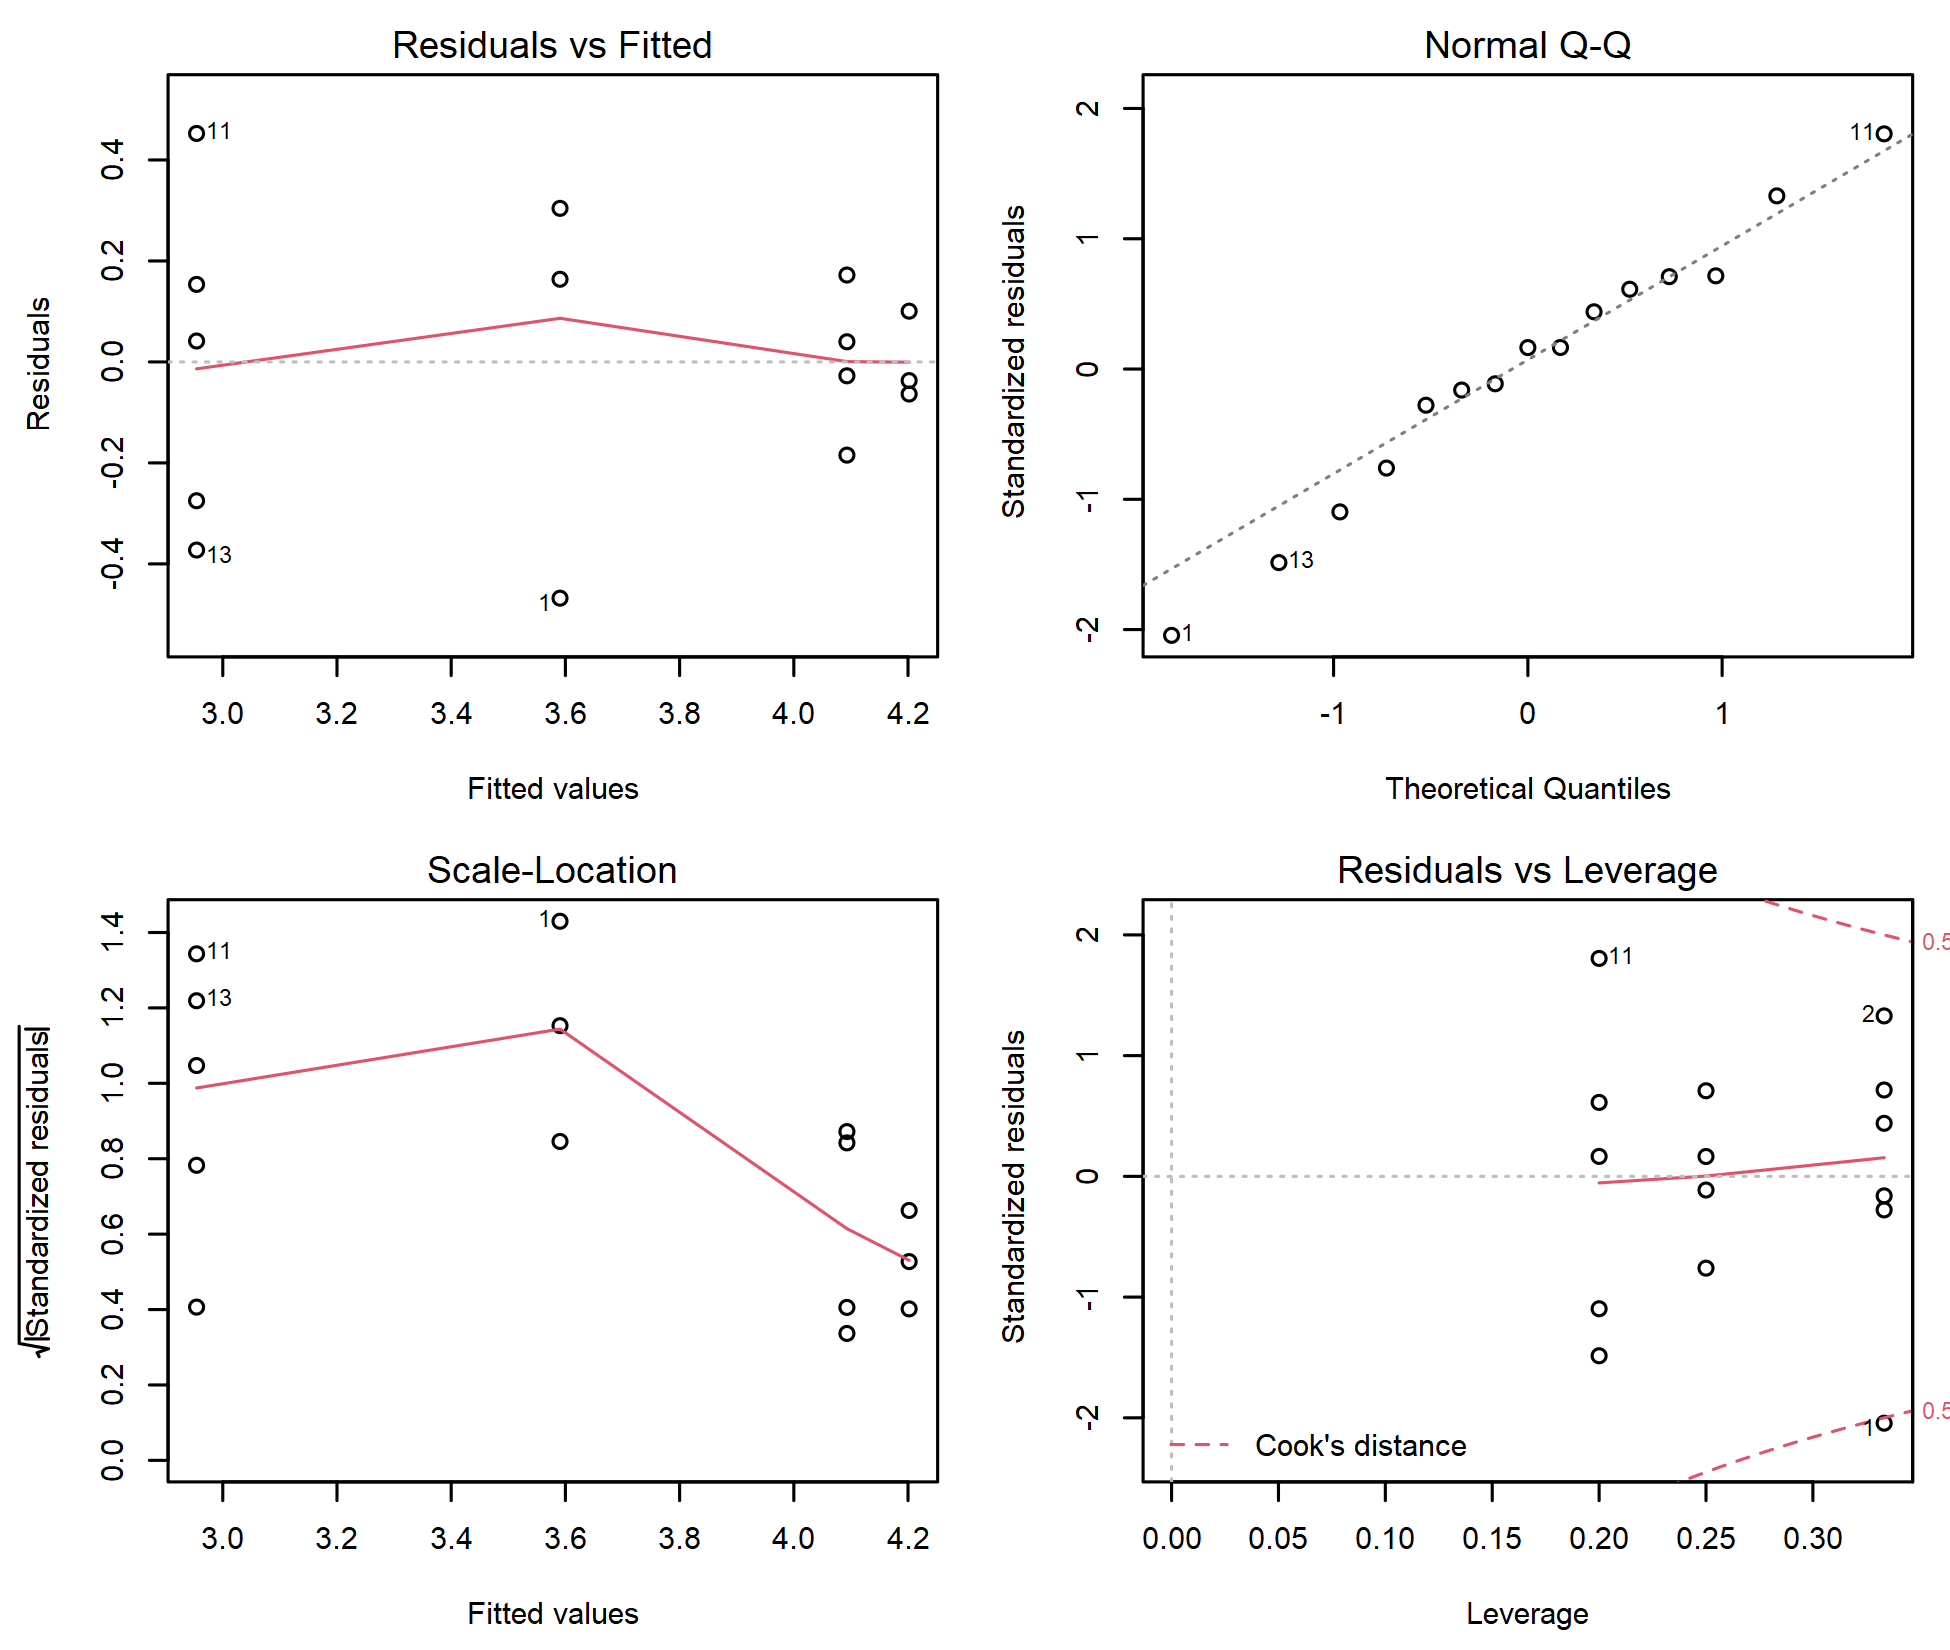 Residuals vs Fitted
Residuals
0.4
0.2
0.0
-0.2
-0.4
11
13
1
3.0 3.2 3.4 3.6 3.8 4.0 4.2
Fitted values
Normal Q-Q
Standardized residuals
2
1
0
-1
-2
11
13
1
-1 0 1
Theoretical Quantiles
Scale-Location
√|Standardized residuals|
1.4
1.2
1.0
0.8
0.6
0.4
0.2
0.0
1
11
13
3.0 3.2 3.4 3.6 3.8 4.0 4.2
Fitted values
Residuals vs Leverage
Standardized residuals
2
1
0
-1
-2
11
2
1
0.5
0.5
Cook's distance
0.00 0.05 0.10 0.15 0.20 0.25 0.30
Leverage